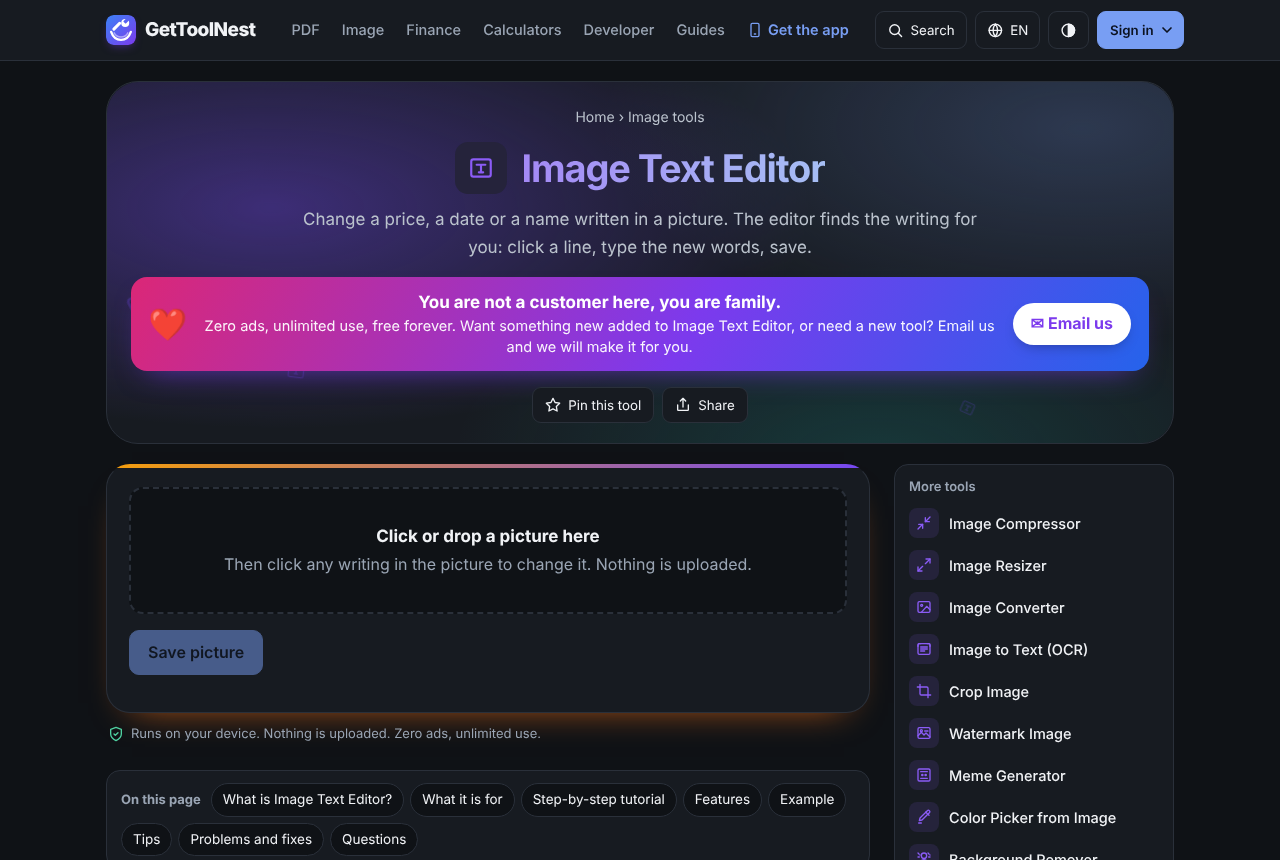 GetToolNest
PDF
Image
Finance
Calculators
Developer
Guides
Get the app
Search
EN
Sign in
Home › Image tools
Image Text Editor
Change a price, a date or a name written in a picture. The editor finds the writing for
you: click a line, type the new words, save.
You are not a customer here, you are family.
Zero ads, unlimited use, free forever. Want something new added to Image Text Editor, or need a new tool? Email us
and we will make it for you.
✉ Email us
Pin this tool
Share
Click or drop a picture here
Then click any writing in the picture to change it. Nothing is uploaded.
Save picture
Runs on your device. Nothing is uploaded. Zero ads, unlimited use.
On this page
What is Image Text Editor?
What it is for
Step-by-step tutorial
Features
Example
Tips
Problems and fixes
Questions
More tools
Image Compressor
Image Resizer
Image Converter
Image to Text (OCR)
Crop Image
Watermark Image
Meme Generator
Color Picker from Image
Background Remover